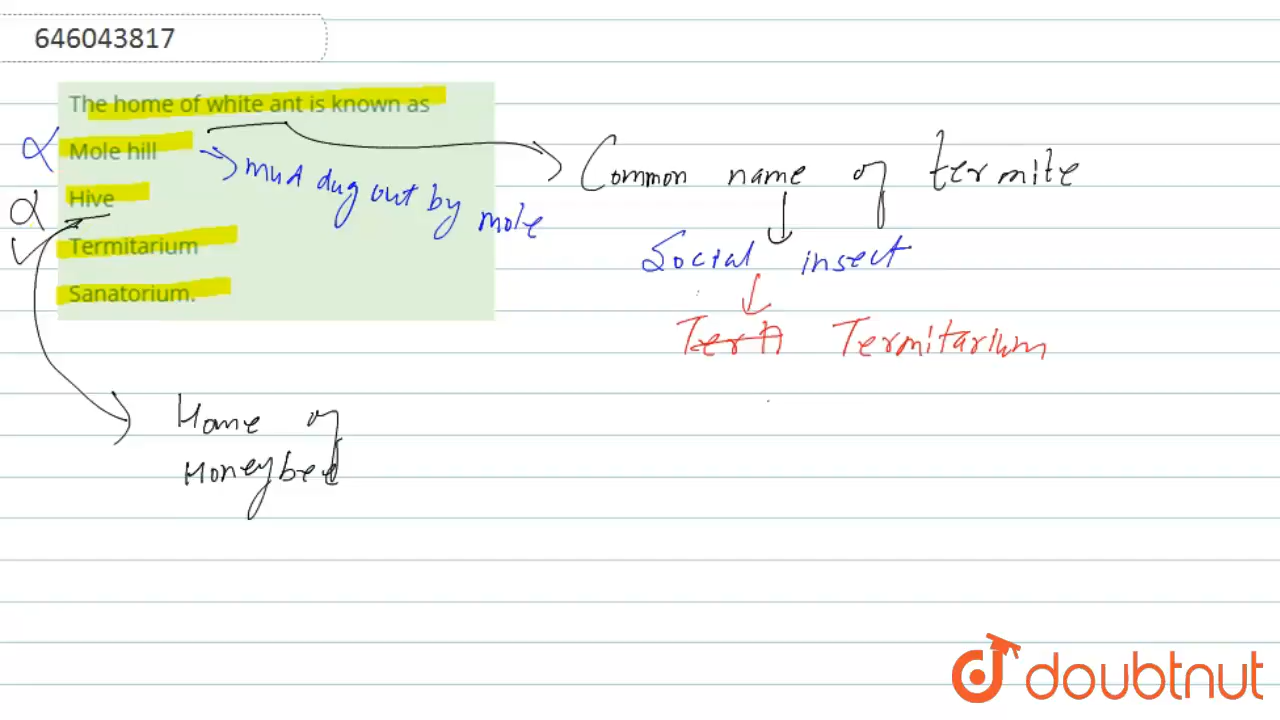 646043817
The home of white ant is known as
Mole hill
Hive
Termitarium
Sanatorium.
mud dug out by mole
Common name of termite
Social insect
Termitarium
Home of
Honeybee
doubtnut